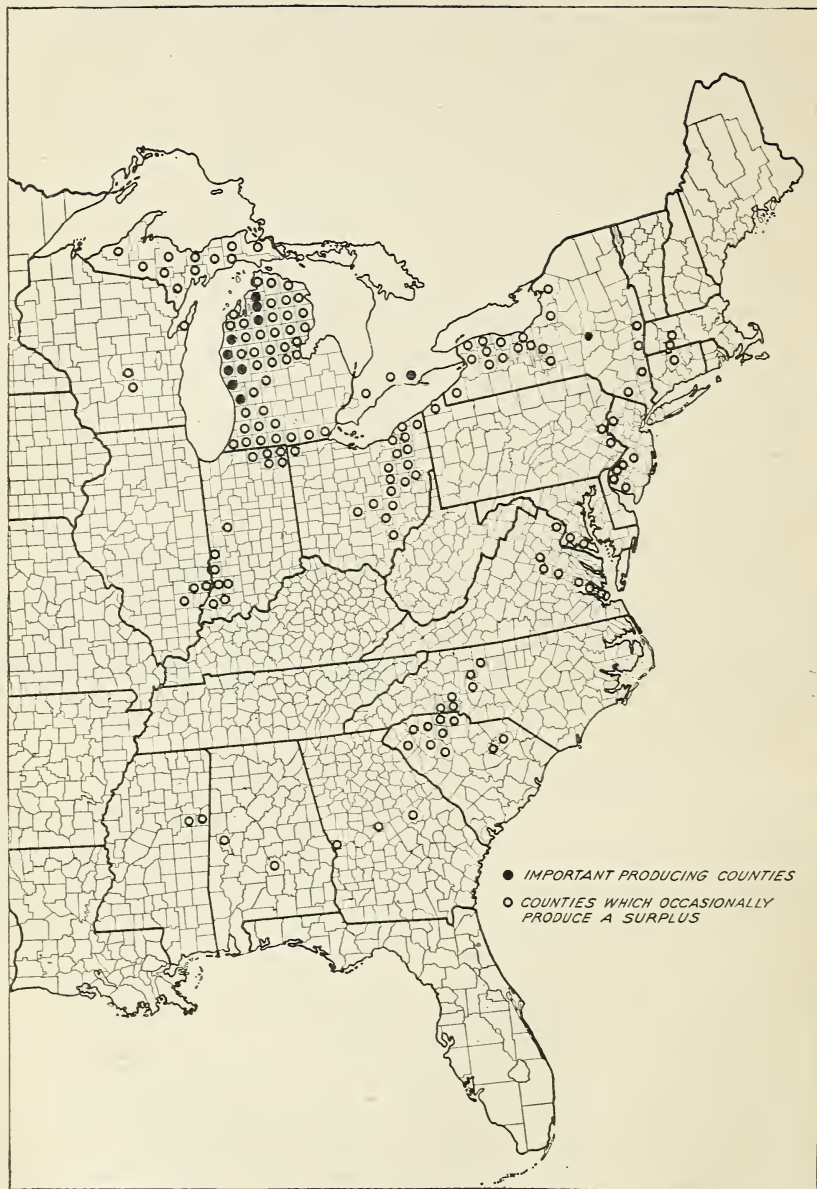 ● IMPORTANT PRODUCING COUNTIES
○ COUNTIES WHICH OCCASIONALLY
PRODUCE A SURPLUS